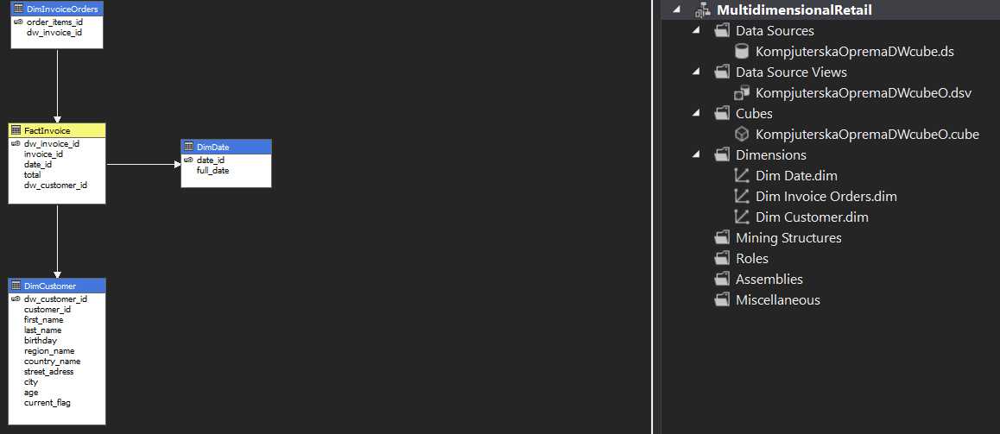 DimInvoiceOrders
order_items_id
dw_invoice_id
FactInvoice
dw_invoice_id
invoice_id
date_id
total
dw_customer_id
DimDate
date_id
full_date
DimCustomer
dw_customer_id
customer_id
first_name
last_name
birthday
region_name
country_name
street_adress
city
age
current_flag
MultidimensionalRetail
Data Sources
KompjuterskaOpremaDWcube.ds
Data Source Views
KompjuterskaOpremaDWcubeO.dsv
Cubes
KompjuterskaOpremaDWcubeO.cube
Dimensions
Dim Date.dim
Dim Invoice Orders.dim
Dim Customer.dim
Mining Structures
Roles
Assemblies
Miscellaneous